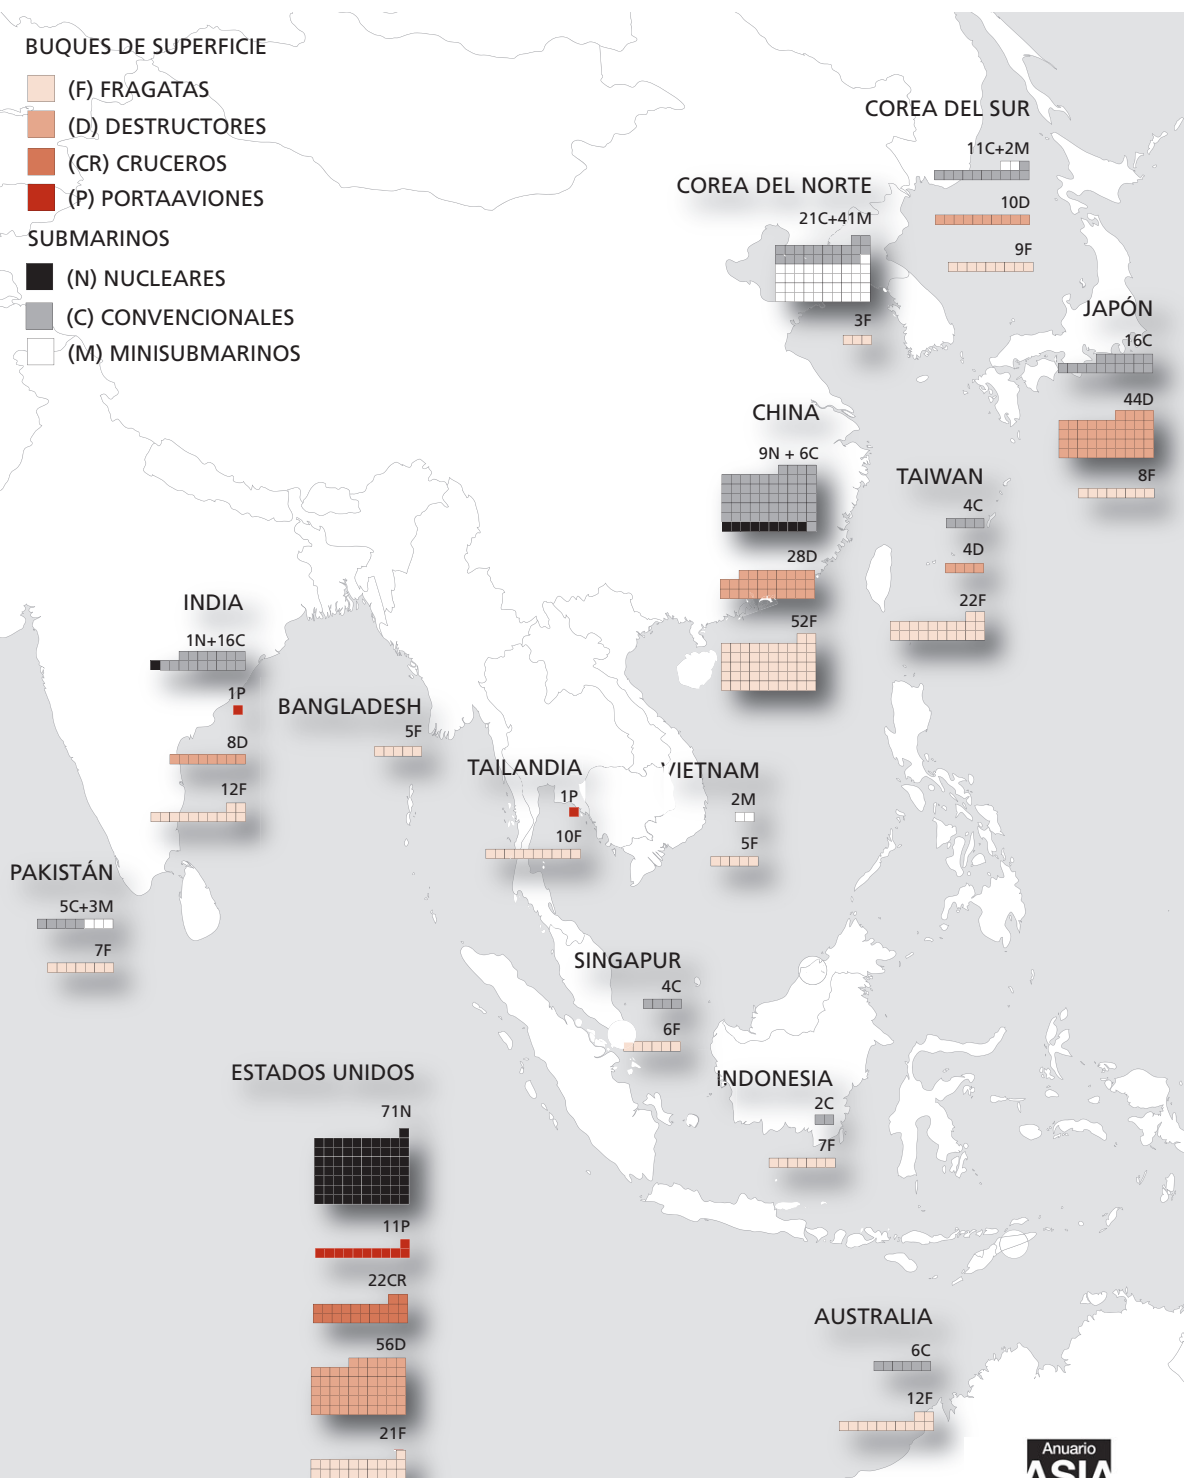 BUQUES DE SUPERFICIE
(F) FRAGATAS
(D) DESTRUCTORES
(CR) CRUCEROS
(P) PORTAAVIONES
SUBMARINOS
(N) NUCLEARES
(C) CONVENCIONALES
(M) MINISUBMARINOS
COREA DEL SUR
11C+2M
10D
9F
COREA DEL NORTE
21C+41M
3F
JAPÓN
16C
44D
8F
CHINA
9N + 6C
28D
52F
TAIWAN
4C
4D
22F
INDIA
1N+16C
1P
8D
12F
BANGLADESH
5F
TAILANDIA
1P
10F
VIETNAM
2M
5F
PAKISTÁN
5C+3M
7F
SINGAPUR
4C
6F
INDONESIA
2C
7F
ESTADOS UNIDOS
71N
11P
22CR
56D
21F
AUSTRALIA
6C
12F
Anuario
ASIA